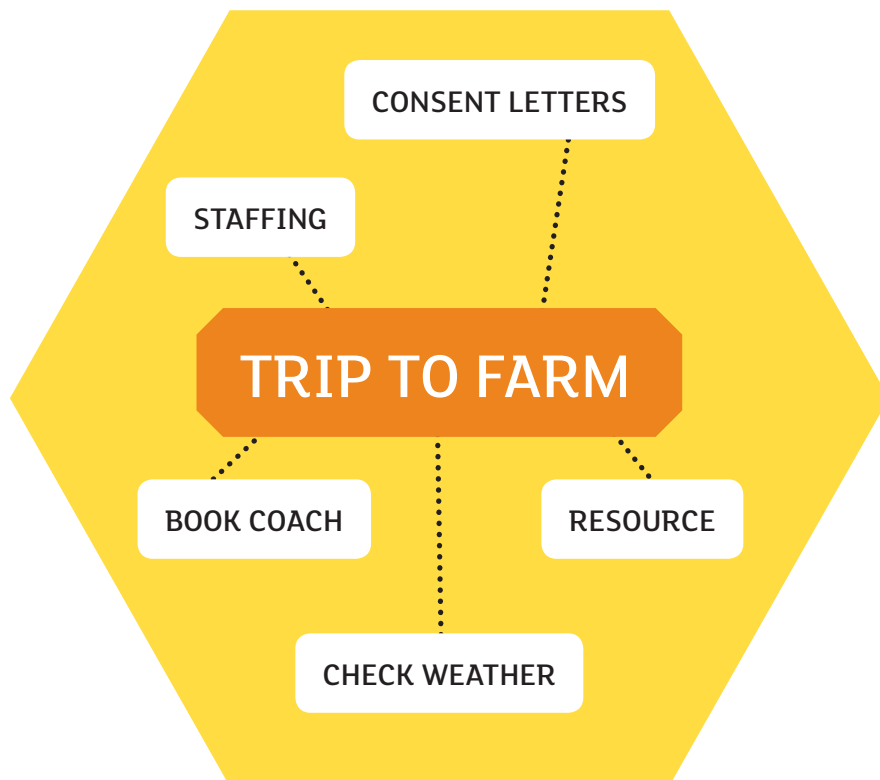 CONSENT LETTERS
STAFFING
TRIP TO FARM
BOOK COACH
RESOURCE
CHECK WEATHER